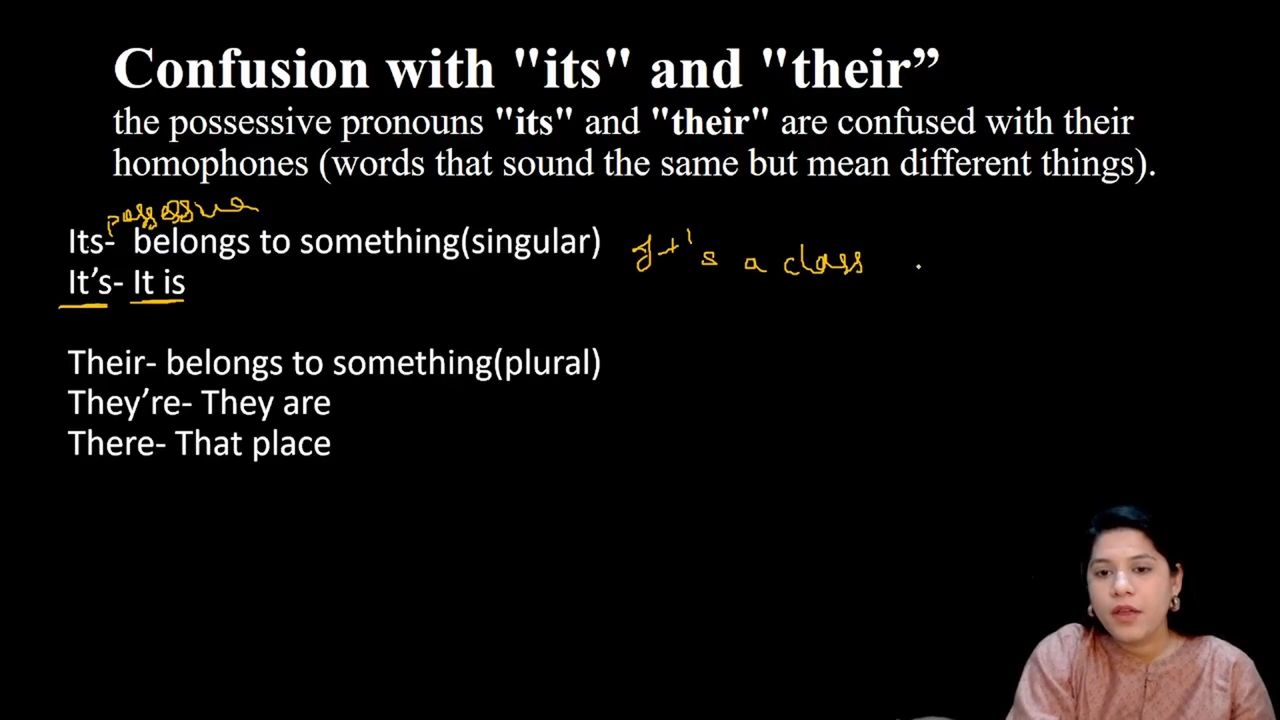 Confusion with "its" and "their”
the possessive pronouns "its" and "their" are confused with their
homophones (words that sound the same but mean different things).
possessive
Its- belongs to something(singular)
It's a class
It’s- It is
Their- belongs to something(plural)
They’re- They are
There- That place